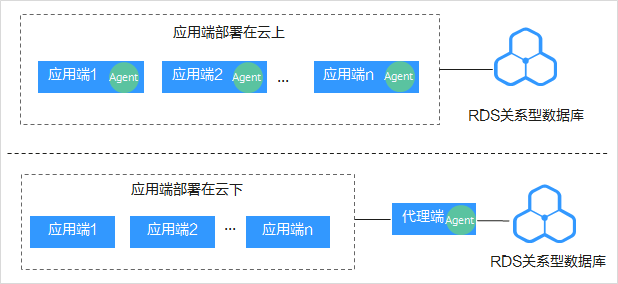 应用端部署在云上
应用端1 Agent 应用端2 Agent ... 应用端n Agent
RDS关系型数据库
应用端部署在云下
应用端1 应用端2 ... 应用端n 代理端 Agent
RDS关系型数据库